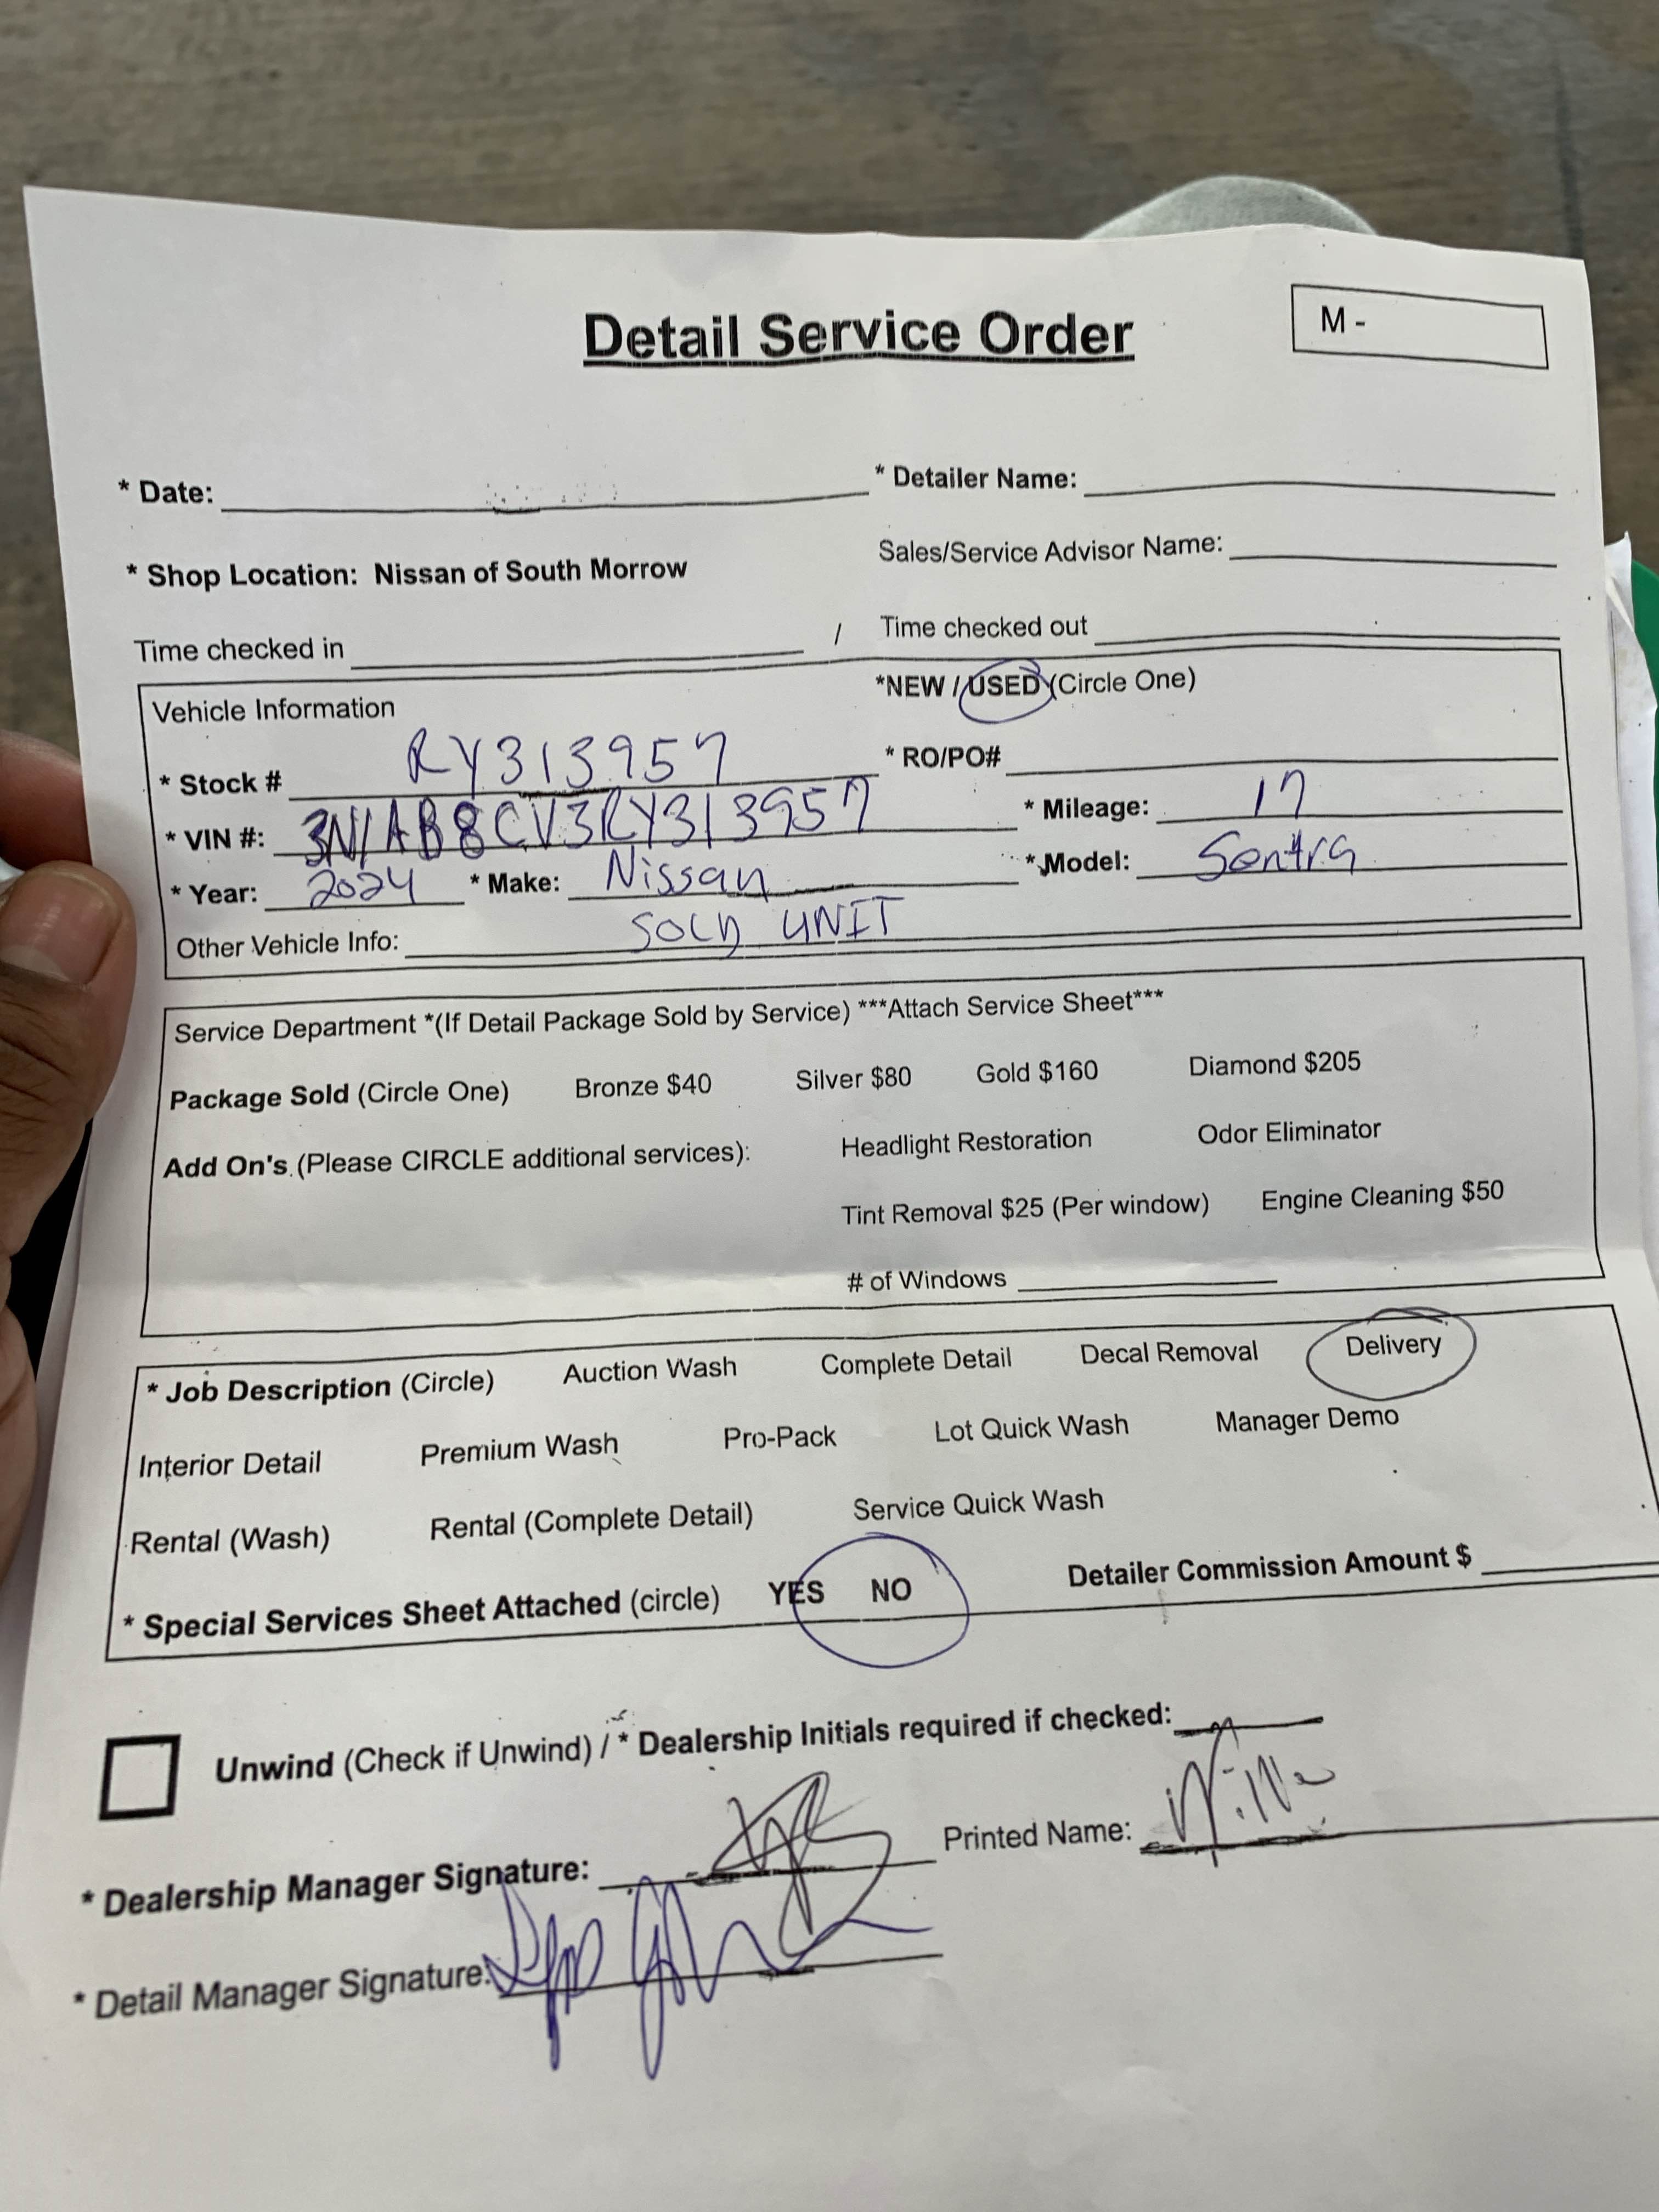 Detail Service Order
M -
* Date: * Detailer Name:
* Shop Location: Nissan of South Morrow Sales/Service Advisor Name:
Time checked in / Time checked out
Vehicle Information *NEW / USED (Circle One)
* Stock # RY313957 * RO/PO#
* VIN #: 3N1AB8CV3RY313957 * Mileage: 17
* Year: 2024 * Make: Nissan * Model: Sentra
Other Vehicle Info: SOLD UNIT
Service Department *(If Detail Package Sold by Service) ***Attach Service Sheet***
Package Sold (Circle One) Bronze $40 Silver $80 Gold $160 Diamond $205
Add On's (Please CIRCLE additional services): Headlight Restoration Odor Eliminator
Tint Removal $25 (Per window) Engine Cleaning $50
# of Windows
* Job Description (Circle) Auction Wash Complete Detail Decal Removal Delivery
Interior Detail Premium Wash Pro-Pack Lot Quick Wash Manager Demo
Rental (Wash) Rental (Complete Detail) Service Quick Wash
* Special Services Sheet Attached (circle) YES NO Detailer Commission Amount $
Unwind (Check if Unwind) / * Dealership Initials required if checked:
* Dealership Manager Signature: Printed Name:
* Detail Manager Signature: